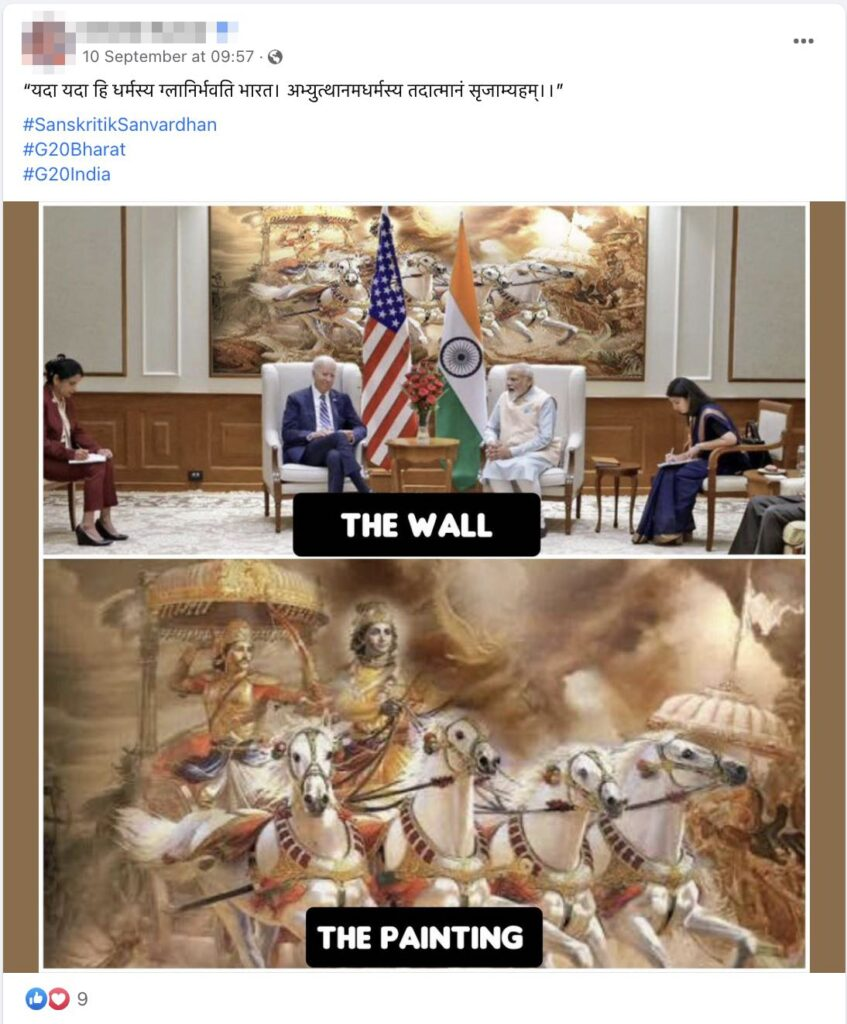 10 September at 09:57 ·
“यदा यदा हि धर्मस्य ग्लानिर्भवति भारत। अभ्युत्थानमधर्मस्य तदात्मानं सृजाम्यहम्।।”
#SanskritikSanvardhan
#G20Bharat
#G20India
THE WALL
THE PAINTING
9